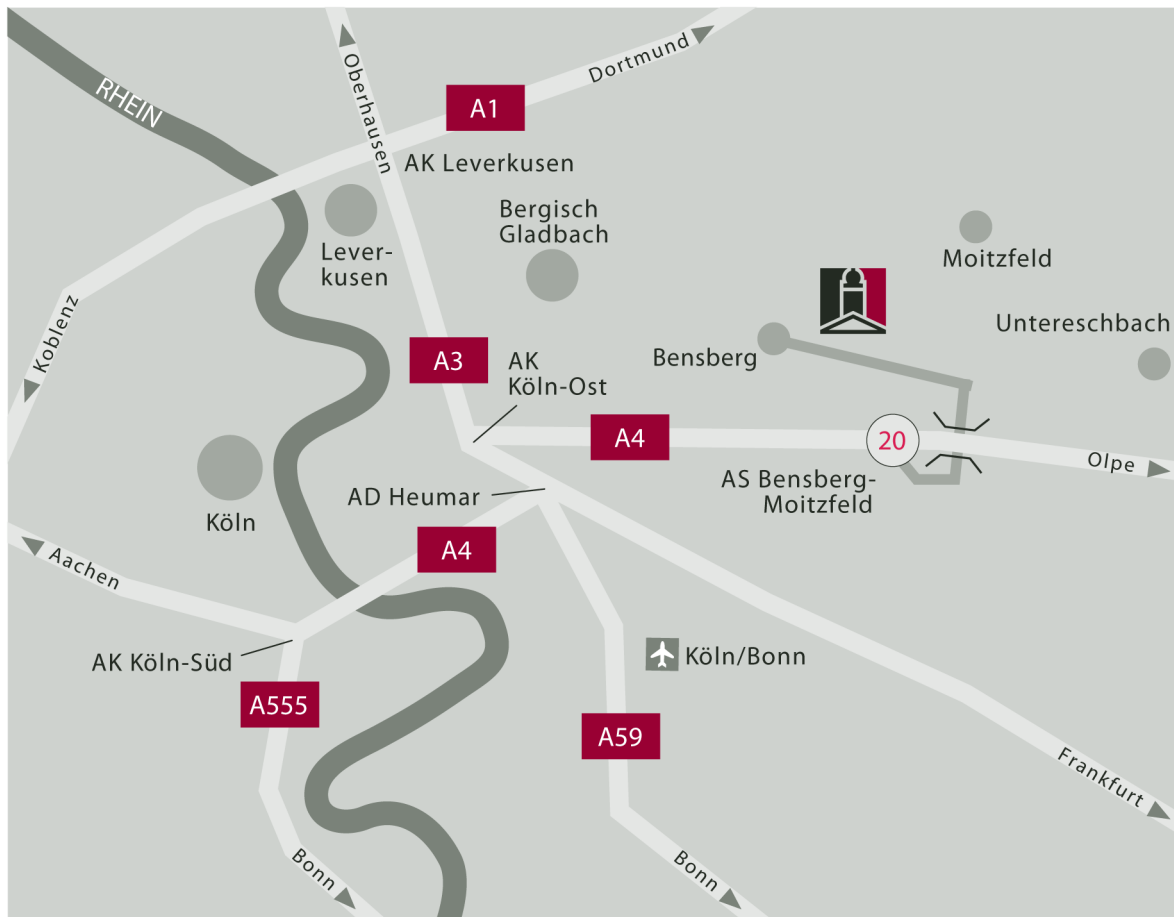 RHEIN
Oberhausen
Dortmund
A1
AK Leverkusen
Bergisch
Gladbach
Lever-
kusen
Moitzfeld
Koblenz
Untereschbach
Bensberg
A3
AK
Köln-Ost
A4
20
Olpe
AS Bensberg-
Moitzfeld
AD Heumar
Köln
A4
Aachen
AK Köln-Süd
Köln/Bonn
A555
A59
Frankfurt
Bonn
Bonn